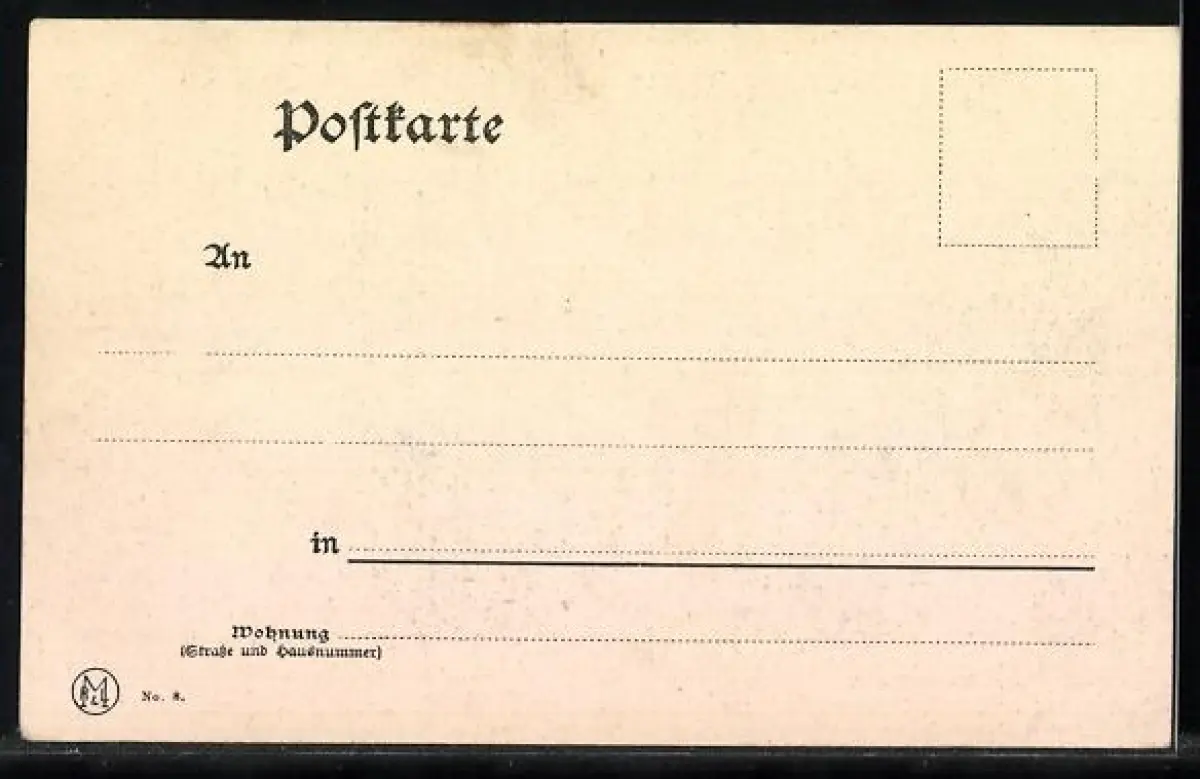 Poſtkarte
An
in
Wohnung
(Straße und Hausnummer)
No. 8.